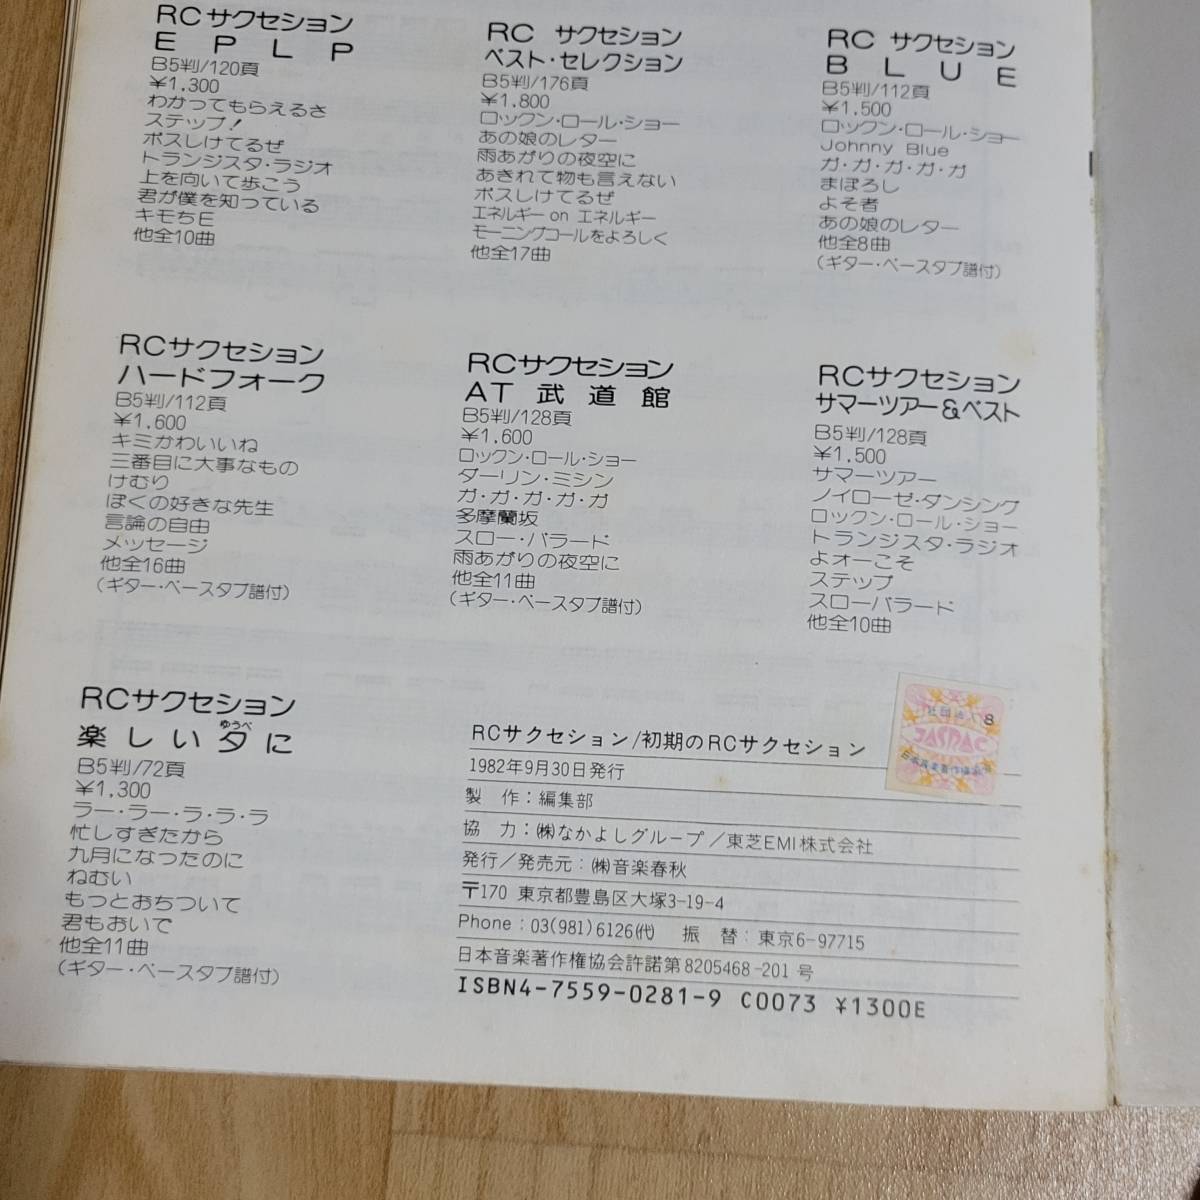 RCサクセション
EPLP
B5判/120頁
¥1.300
わかってもらえるさ
ステップ!
ボスしけてるぜ
トランジスタ・ラジオ
上を向いて歩こう
君が僕を知っている
キモちE
他全10曲
RC サクセション
ベスト・セレクション
B5判/176頁
¥1.800
ロックン・ロール・ショー
あの娘のレター
雨あがりの夜空に
あきれて物も言えない
ボスしけてるぜ
エネルギー on エネルギー
モーニングコールをよろしく
他全17曲
RC サクセション
BLUE
B5判/112頁
¥1.500
ロックン・ロール・ショー
Johnny Blue
ガ・ガ・ガ・ガ・ガ
まぼろし
よそ者
あの娘のレター
他全8曲
(ギター・ベースタブ譜付)
RCサクセション
ハードフォーク
B5判/112頁
¥1.600
キミかわいいね
三番目に大事なもの
けむり
ぼくの好きな先生
言論の自由
メッセージ
他全16曲
(ギター・ベースタブ譜付)
RCサクセション
AT 武道館
B5判/128頁
¥1.600
ロックン・ロール・ショー
ダーリン・ミシン
ガ・ガ・ガ・ガ・ガ
多摩蘭坂
スロー・バラード
雨あがりの夜空に
他全11曲
(ギター・ベースタブ譜付)
RCサクセション
サマーツアー&ベスト
B5判/128頁
¥1.500
サマーツアー
ノイローゼ・ダンシング
ロックン・ロール・ショー
トランジスタ・ラジオ
よォーこそ
ステップ
スローバラード
他全10曲
RCサクセション
ゆうべ
楽しい夕に
B5判/72頁
¥1.300
ラー・ラー・ラ・ラ・ラ
忙しすぎたから
九月になったのに
ねむい
もっとおちついて
君もおいで
他全11曲
(ギター・ベースタブ譜付)
8
JASRAC
RCサクセション/初期のRCサクセション
1982年9月30日発行
製 作:編集部
協 力:㈱なかよしグループ/東芝EMI株式会社
発行/発売元:㈱音楽春秋
〒170 東京都豊島区大塚3-19-4
Phone:03(981)6126㈹ 振 替:東京6-97715
日本音楽著作権協会許諾第8205468-201号
ISBN4-7559-0281-9 C0073 ¥1300E